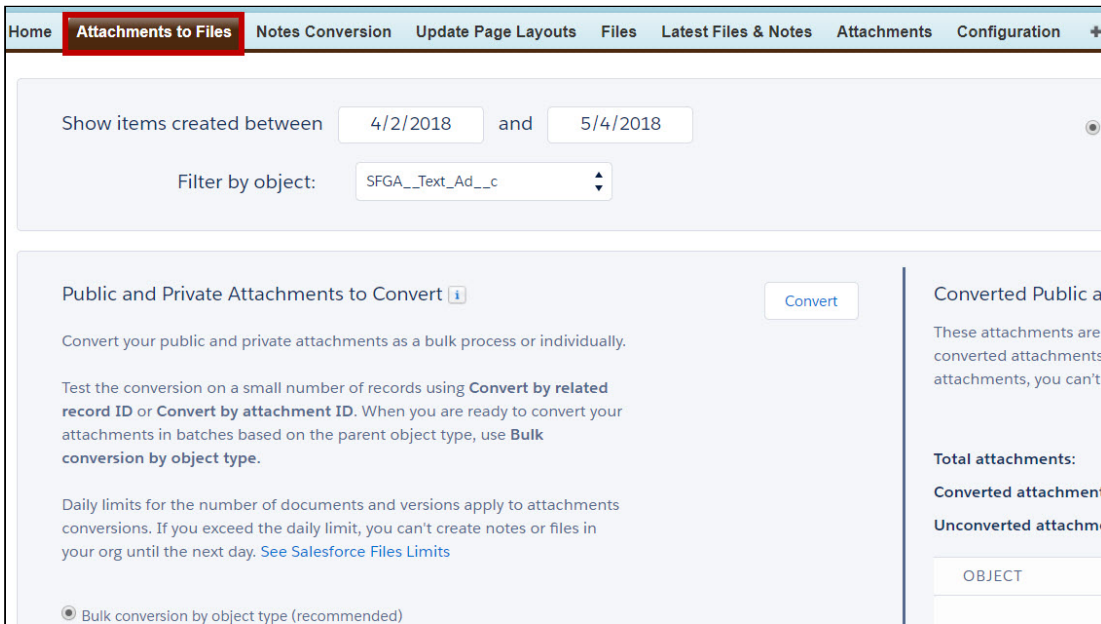 Home Attachments to Files Notes Conversion Update Page Layouts Files Latest Files & Notes Attachments Configuration +
Show items created between 4/2/2018 and 5/4/2018
Filter by object: SFGA__Text_Ad__c
Public and Private Attachments to Convert i
Convert
Convert your public and private attachments as a bulk process or individually.
Test the conversion on a small number of records using Convert by related
record ID or Convert by attachment ID. When you are ready to convert your
attachments in batches based on the parent object type, use Bulk
conversion by object type.
Daily limits for the number of documents and versions apply to attachments
conversions. If you exceed the daily limit, you can't create notes or files in
your org until the next day. See Salesforce Files Limits
Bulk conversion by object type (recommended)
Converted Public a
These attachments are
converted attachments
attachments, you can't
Total attachments:
Converted attachment
Unconverted attachme
OBJECT